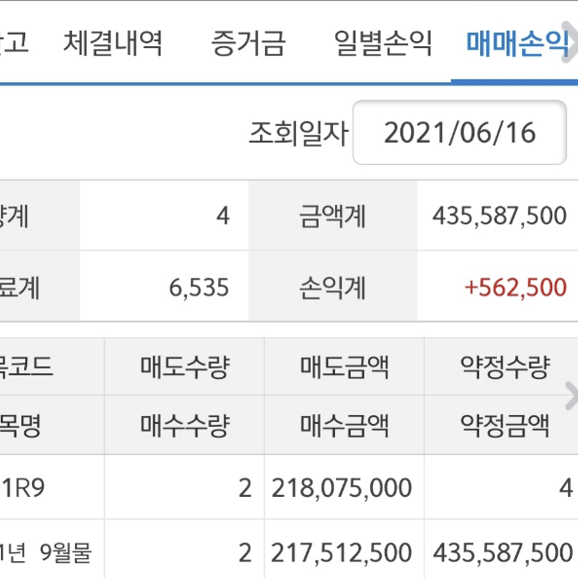 고 체결내역 증거금 일별손익 매매손익
조회일자 2021/06/16
계 4 금액계 435,587,500
료계 6,535 손익계 +562,500
코드 매도수량 매도금액 약정수량
목명 매수수량 매수금액 약정금액
1R9 2 218,075,000 4
1년 9월물 2 217,512,500 435,587,500